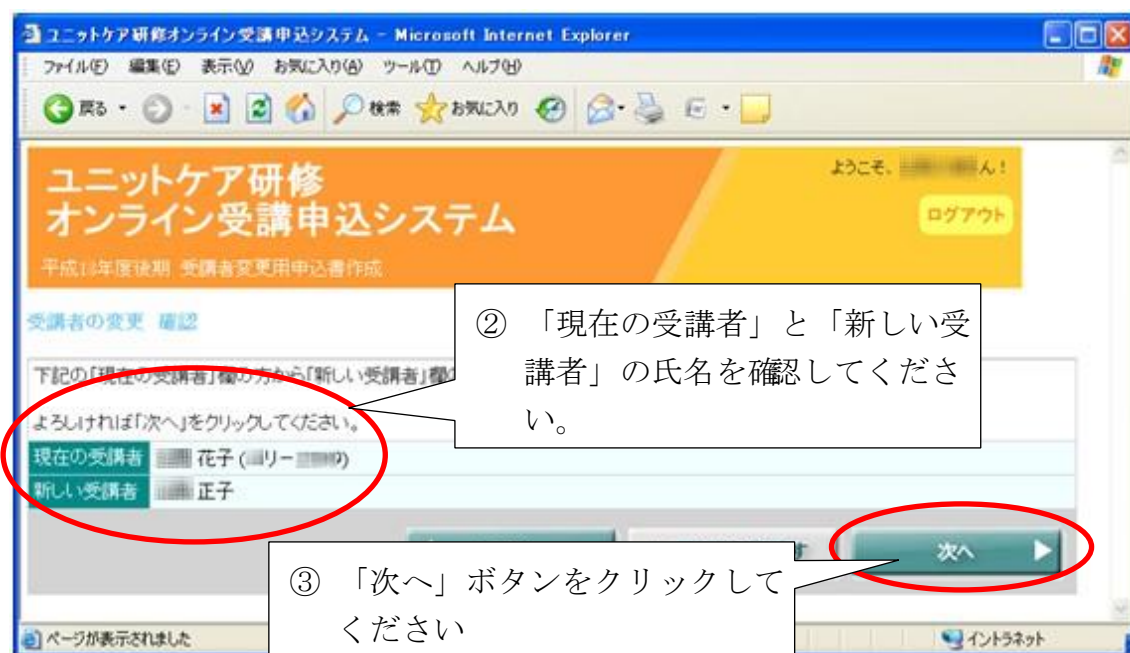 ユニットケア研修オンライン受講申込システム - Microsoft Internet Explorer
ファイル(F) 編集(E) 表示(V) お気に入り(A) ツール(T) ヘルプ(H)
戻る 検索 お気に入り
ユニットケア研修
オンライン受講申込システム
ようこそ、 ん!
ログアウト
年度後期 受講者変更用申込書作成
受講者の変更 確認
② 「現在の受講者」と「新しい受
講者」の氏名を確認してくださ
い。
下記の「現在の受講者」欄の方から「新しい受講者」欄の
よろしければ「次へ」をクリックしてください。
現在の受講者 花子 ( リー )
新しい受講者 正子
す 次へ
③ 「次へ」ボタンをクリックして
ください
ページが表示されました イントラネット